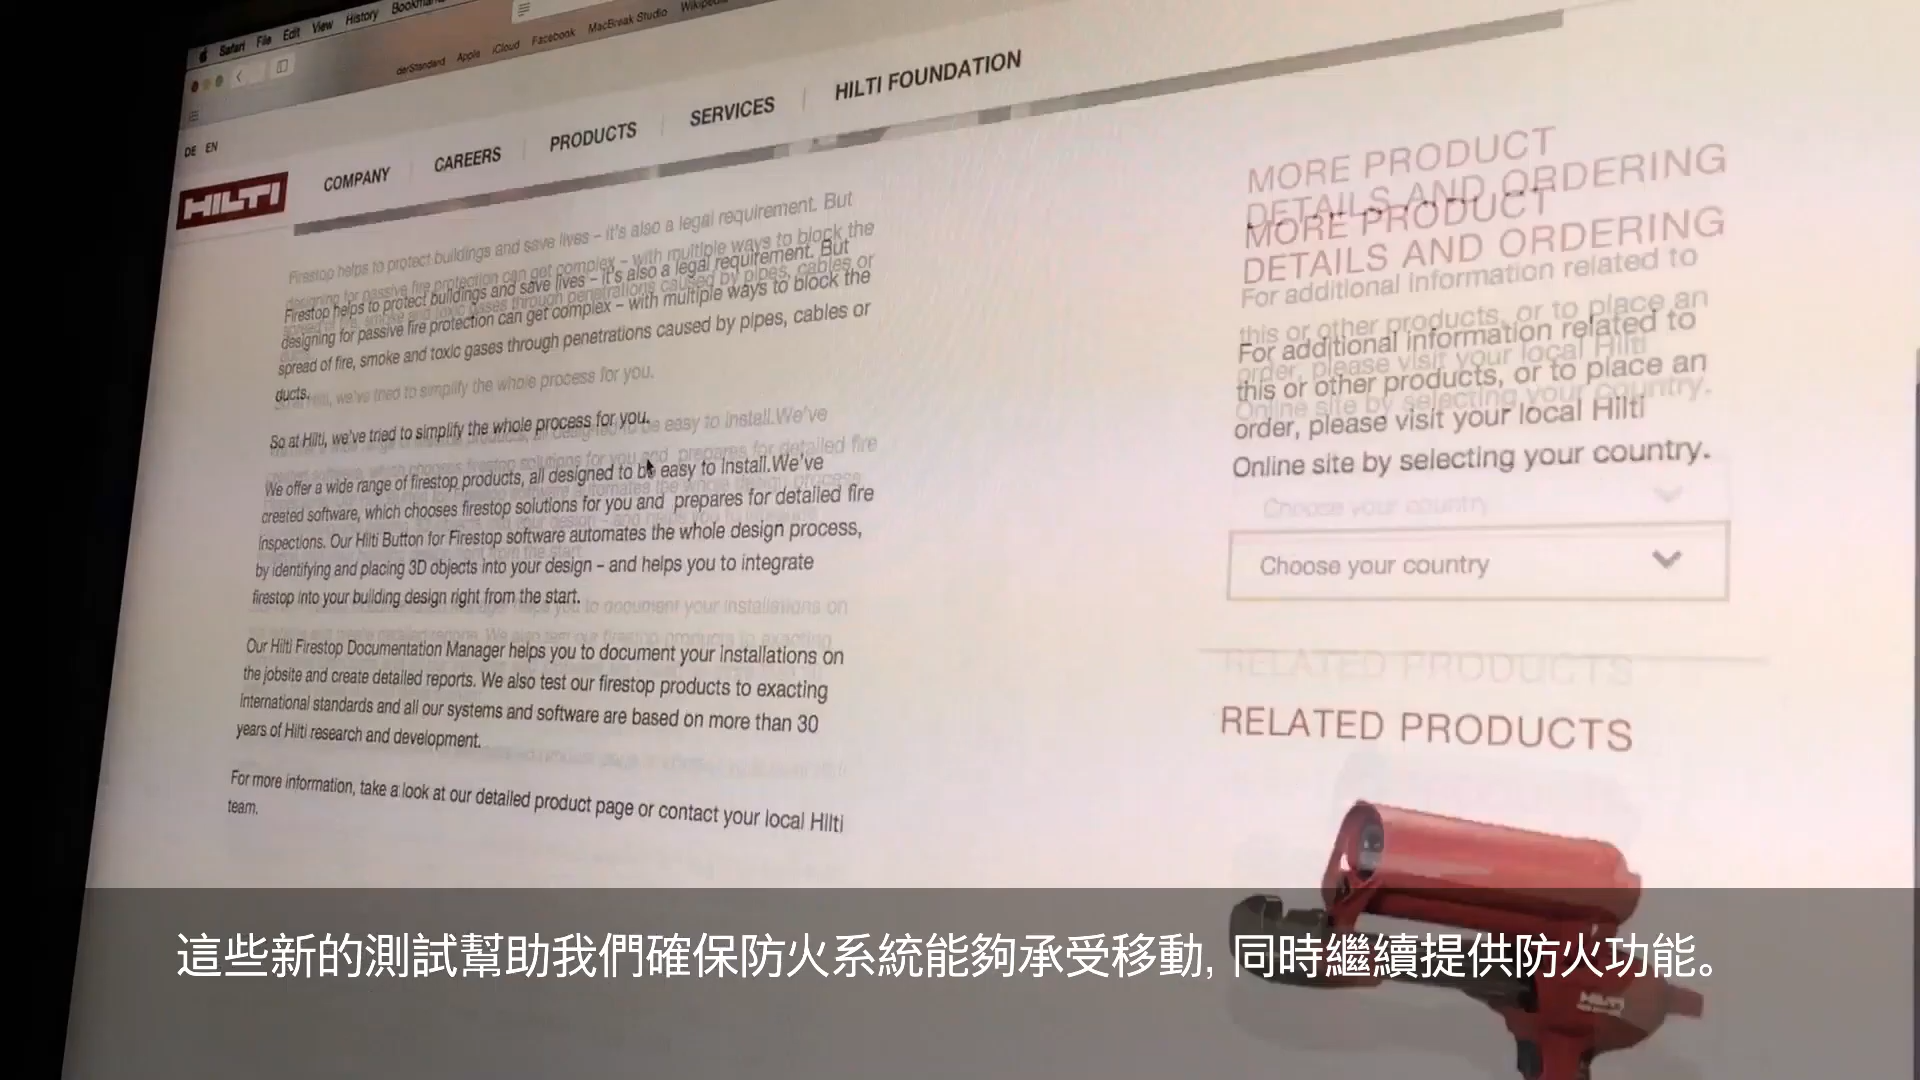 Safari File Edit View History
derStandard Apple iCloud Facebook MacBreak Studio
DE EN
HILTI
COMPANY
CAREERS
PRODUCTS
SERVICES
HILTI FOUNDATION
Firestop helps to protect buildings and save lives – it's also a legal requirement. But
designing for passive fire protection can get complex – with multiple ways to block the
spread of fire, smoke and toxic gases through penetrations caused by pipes, cables or
ducts.
So at Hilti, we've tried to simplify the whole process for you.
We offer a wide range of firestop products, all designed to be easy to install.We've
created software, which chooses firestop solutions for you and prepares for detailed fire
inspections. Our Hilti Button for Firestop software automates the whole design process,
by identifying and placing 3D objects into your design – and helps you to integrate
firestop into your building design right from the start.
Our Hilti Firestop Documentation Manager helps you to document your installations on
the jobsite and create detailed reports. We also test our firestop products to exacting
international standards and all our systems and software are based on more than 30
years of Hilti research and development.
For more information, take a look at our detailed product page or contact your local Hilti
team.
MORE PRODUCT
DETAILS AND ORDERING
For additional information related to
this or other products, or to place an
order, please visit your local Hilti
Online site by selecting your country.
Choose your country
RELATED PRODUCTS
HILTI
這些新的測試幫助我們確保防火系統能夠承受移動, 同時繼續提供防火功能。